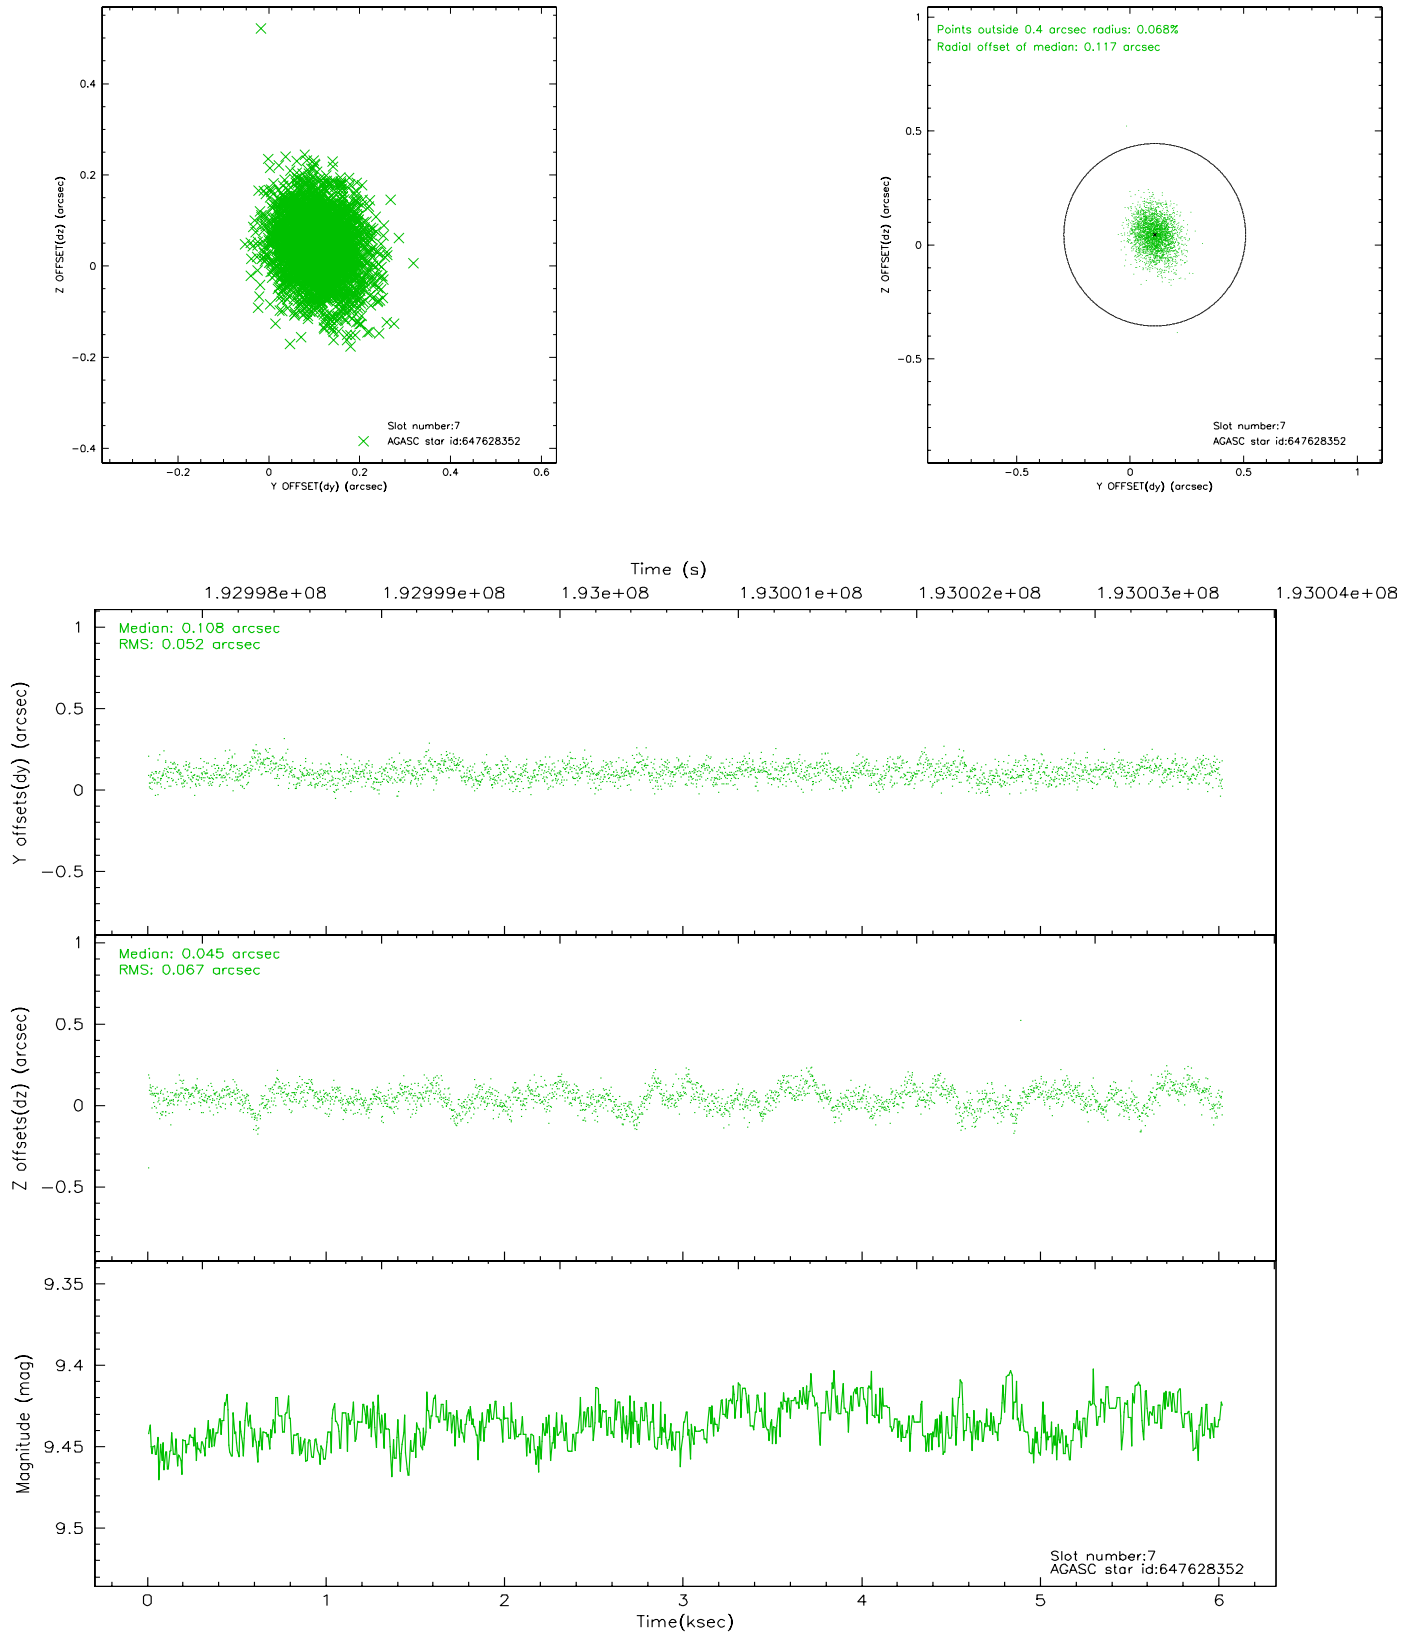 0.4
0.2
0
−0.2
−0.4
Z OFFSET(dz) (arcsec)
−0.2 0 0.2 0.4 0.6
Y OFFSET(dy) (arcsec)
Slot number:7
AGASC star id:647628352
Points outside 0.4 arcsec radius: 0.068%
Radial offset of median: 0.117 arcsec
1
0.5
0
−0.5
Z OFFSET(dz) (arcsec)
−0.5 0 0.5 1
Y OFFSET(dy) (arcsec)
Slot number:7
AGASC star id:647628352
Time (s)
1.92998e+08 1.92999e+08 1.93e+08 1.93001e+08 1.93002e+08 1.93003e+08 1.93004e+08
Median: 0.108 arcsec
RMS: 0.052 arcsec
1
0.5
0
−0.5
Y offsets(dy) (arcsec)
Median: 0.045 arcsec
RMS: 0.067 arcsec
1
0.5
0
−0.5
Z offsets(dz) (arcsec)
9.35
9.4
9.45
9.5
Magnitude (mag)
Slot number:7
AGASC star id:647628352
0 1 2 3 4 5 6
Time(ksec)